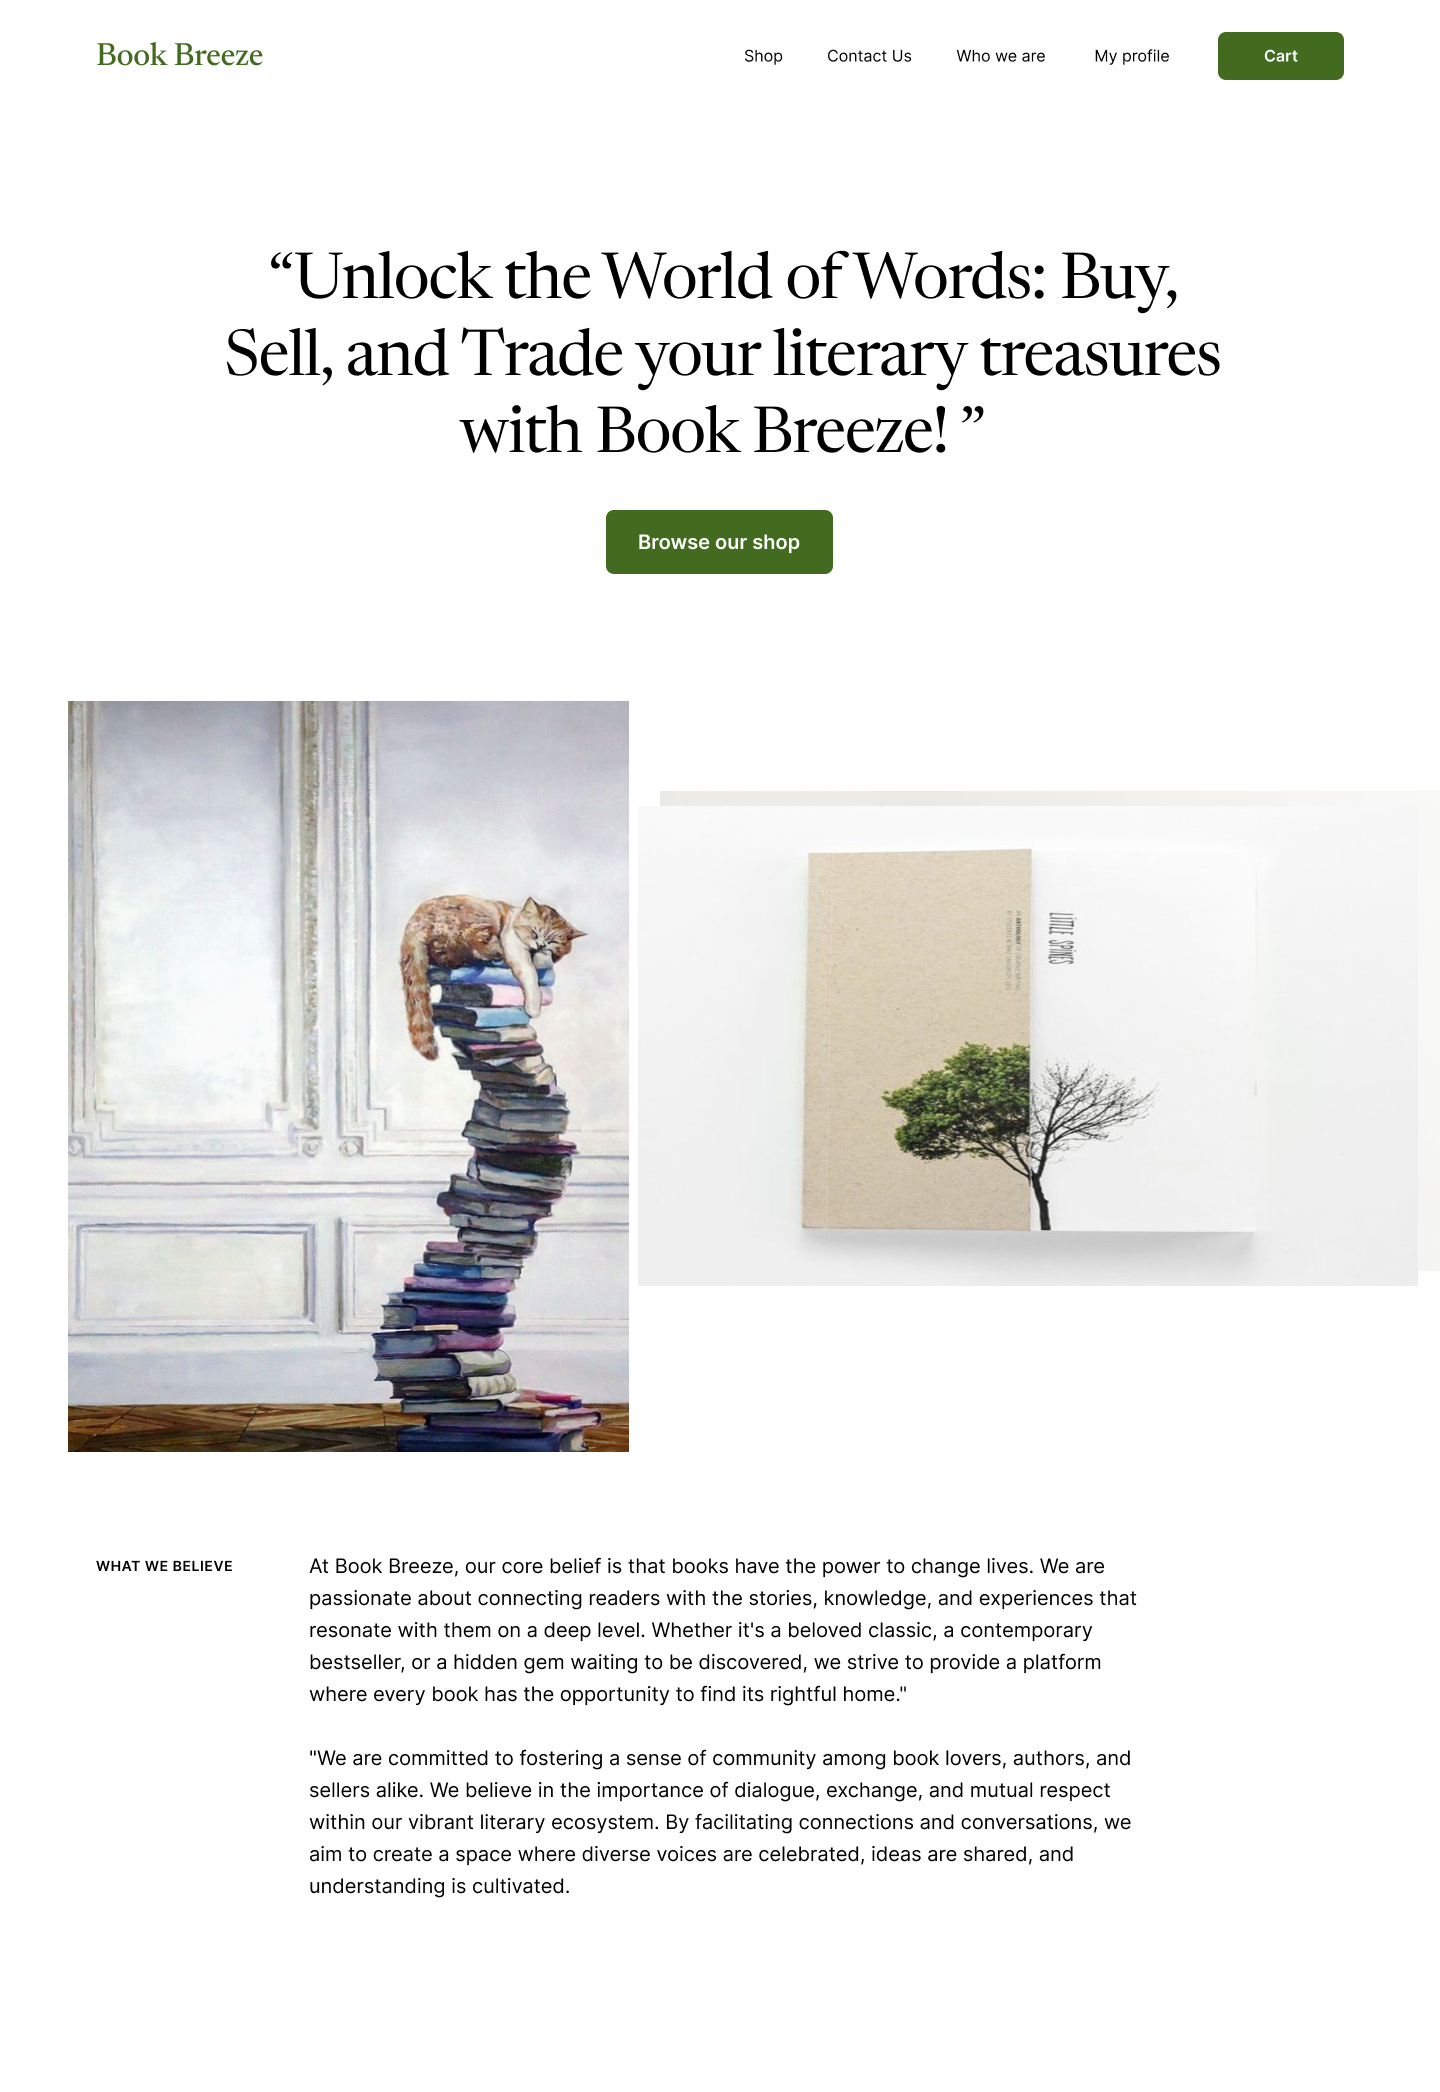 Book Breeze
Shop
Contact Us
Who we are
My profile
Cart
“Unlock the World of Words: Buy,
Sell, and Trade your literary treasures
with Book Breeze! ”
Browse our shop
LITTLE SPINES
WHAT WE BELIEVE
At Book Breeze, our core belief is that books have the power to change lives. We are
passionate about connecting readers with the stories, knowledge, and experiences that
resonate with them on a deep level. Whether it's a beloved classic, a contemporary
bestseller, or a hidden gem waiting to be discovered, we strive to provide a platform
where every book has the opportunity to find its rightful home."
"We are committed to fostering a sense of community among book lovers, authors, and
sellers alike. We believe in the importance of dialogue, exchange, and mutual respect
within our vibrant literary ecosystem. By facilitating connections and conversations, we
aim to create a space where diverse voices are celebrated, ideas are shared, and
understanding is cultivated.